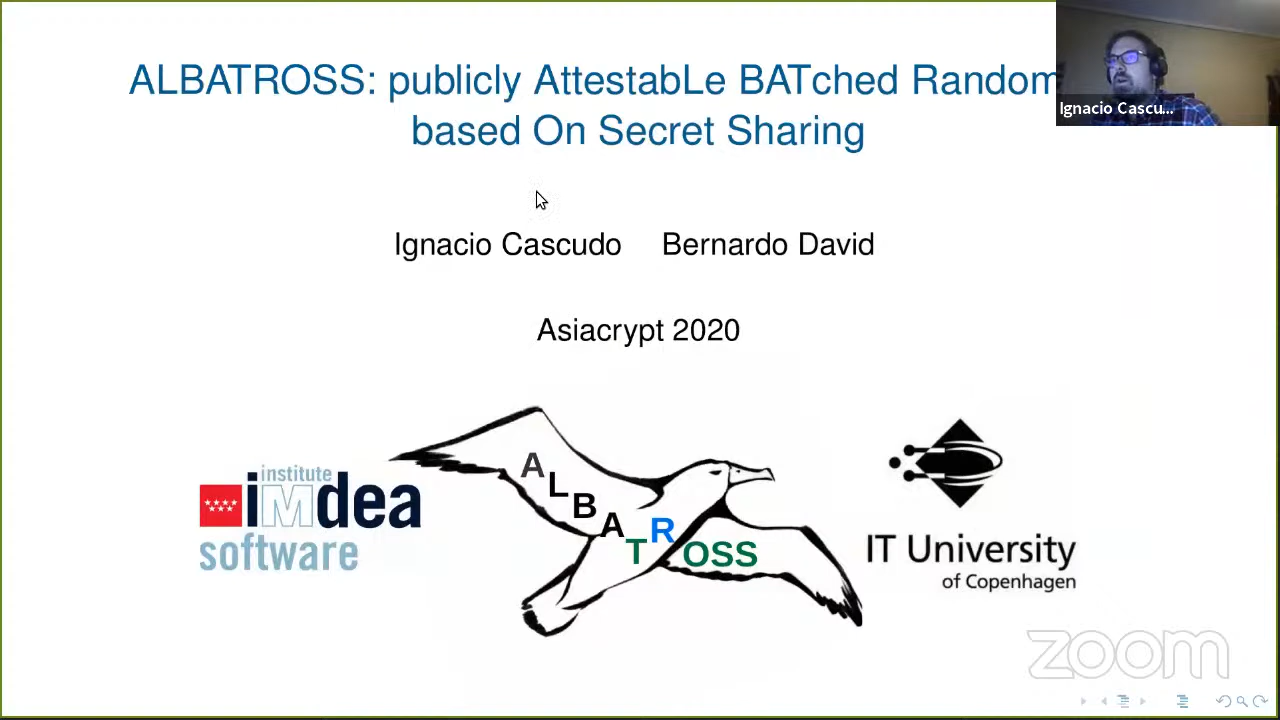 ALBATROSS: publicly AttestabLe BATched Random
based On Secret Sharing
Ignacio Cascu...
Ignacio Cascudo Bernardo David
Asiacrypt 2020
institute
imdea
software
ALBATROSS
IT University
of Copenhagen
zoom